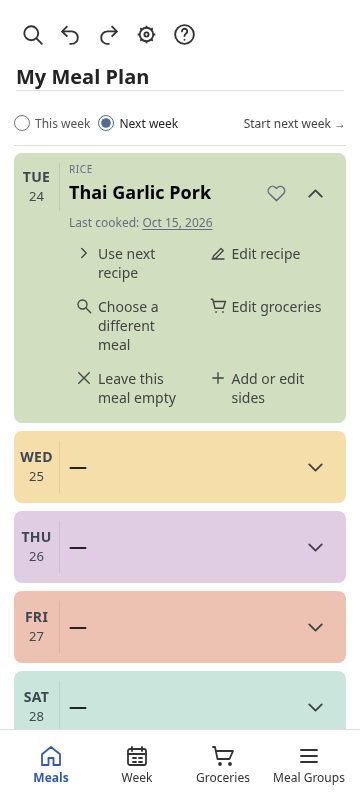 My Meal Plan
This week
Next week
Start next week →
TUE
24
RICE
Thai Garlic Pork
Last cooked: Oct 15, 2026
Use next
recipe
Edit recipe
Choose a
different
meal
Edit groceries
Leave this
meal empty
Add or edit
sides
WED
25
—
THU
26
—
FRI
27
—
SAT
28
—
Meals
Week
Groceries
Meal Groups